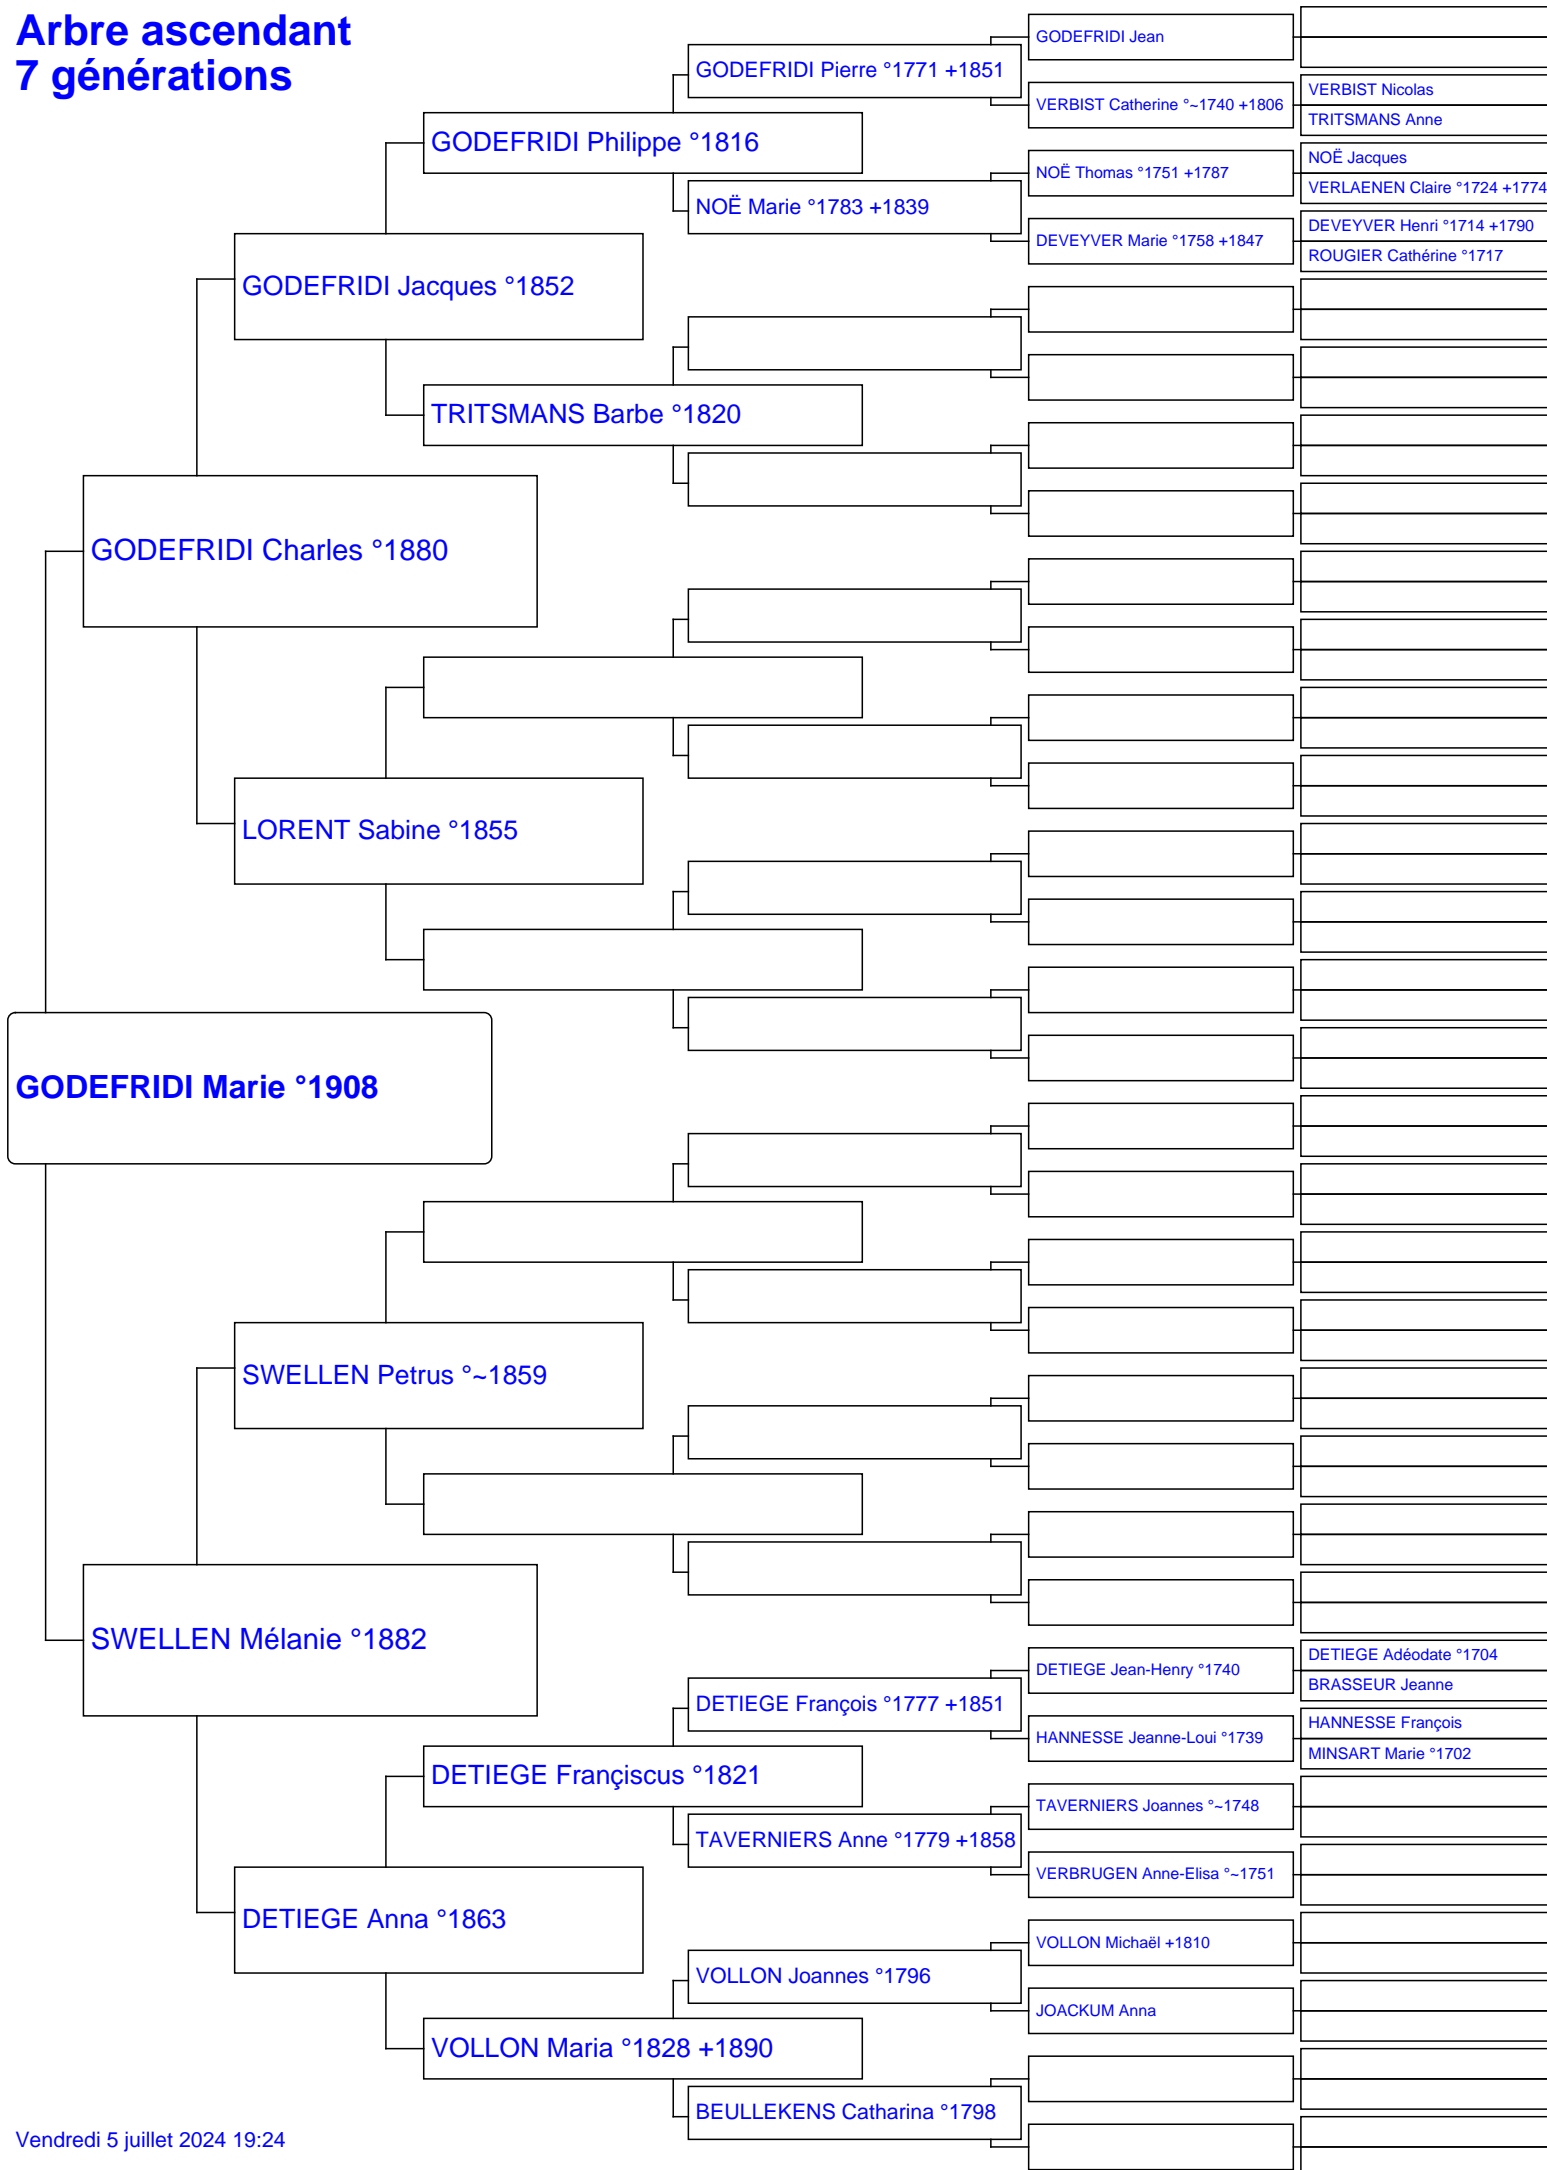 Arbre ascendant
7 générations
GODEFRIDI Marie °1908
GODEFRIDI Charles °1880
SWELLEN Mélanie °1882
GODEFRIDI Jacques °1852
LORENT Sabine °1855
SWELLEN Petrus °~1859
DETIEGE Anna °1863
GODEFRIDI Philippe °1816
TRITSMANS Barbe °1820
DETIEGE Françiscus °1821
VOLLON Maria °1828 +1890
GODEFRIDI Pierre °1771 +1851
NOË Marie °1783 +1839
DETIEGE François °1777 +1851
TAVERNIERS Anne °1779 +1858
VOLLON Joannes °1796
BEULLEKENS Catharina °1798
GODEFRIDI Jean
VERBIST Catherine °~1740 +1806
NOË Thomas °1751 +1787
DEVEYVER Marie °1758 +1847
DETIEGE Jean-Henry °1740
HANNESSE Jeanne-Loui °1739
TAVERNIERS Joannes °~1748
VERBRUGEN Anne-Elisa °~1751
VOLLON Michaël +1810
JOACKUM Anna
VERBIST Nicolas
TRITSMANS Anne
NOË Jacques
VERLAENEN Claire °1724 +1774
DEVEYVER Henri °1714 +1790
ROUGIER Cathérine °1717
DETIEGE Adéodate °1704
BRASSEUR Jeanne
HANNESSE François
MINSART Marie °1702
Vendredi 5 juillet 2024 19:24